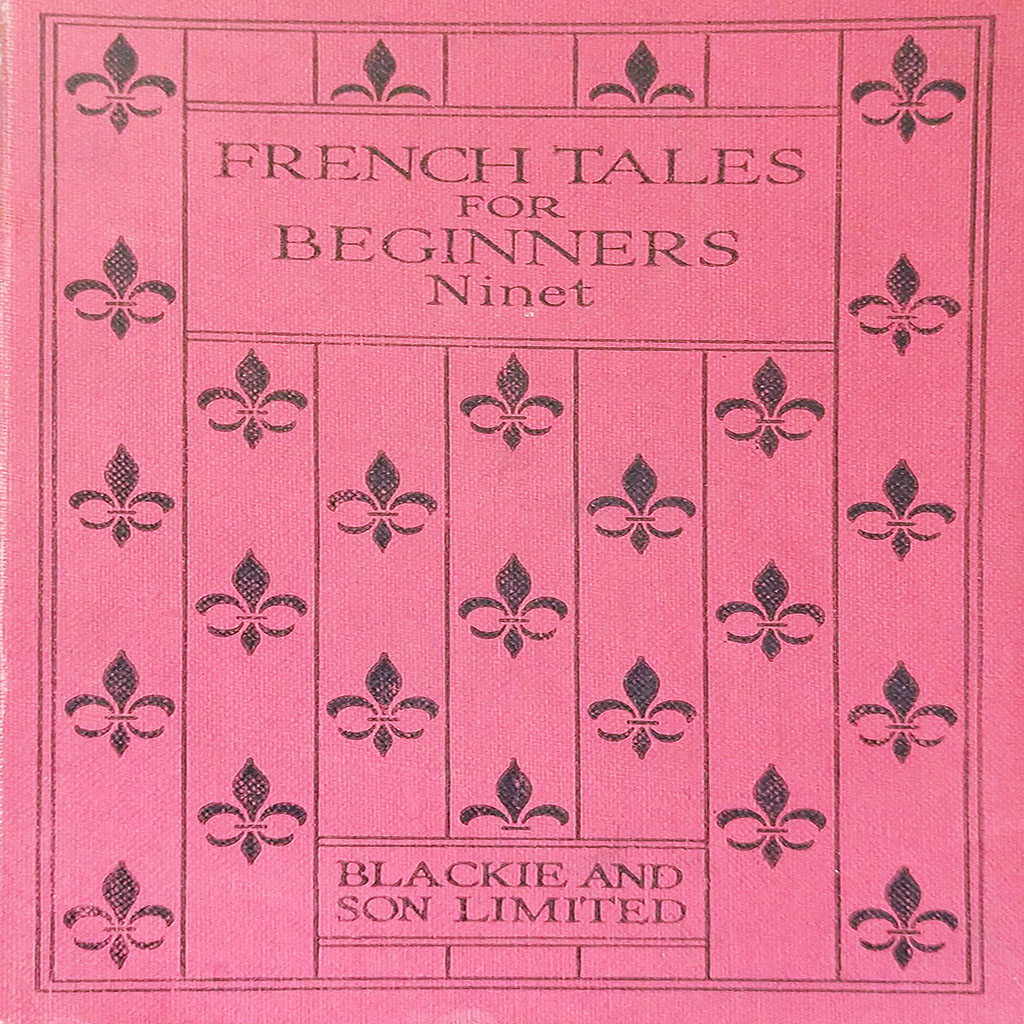 FRENCH TALES
FOR
BEGINNERS
Ninet
BLACKIE AND
SON LIMITED